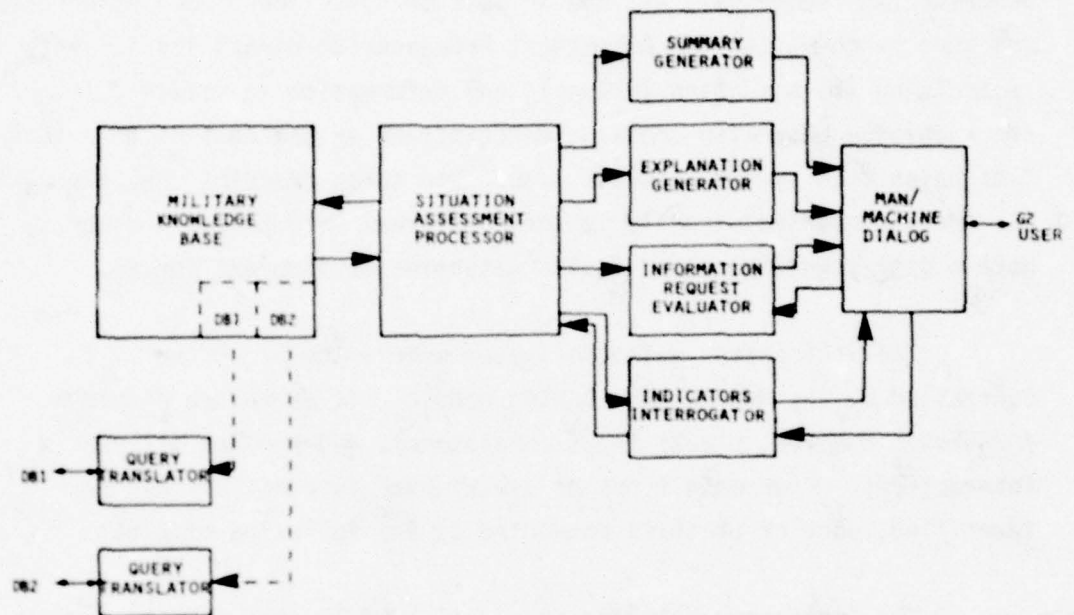 SUMMARY
GENERATOR
MILITARY
KNOWLEDGE
BASE
DB1 DB2
SITUATION
ASSESSMENT
PROCESSOR
EXPLANATION
GENERATOR
INFORMATION
REQUEST
EVALUATOR
INDICATORS
INTERROGATOR
MAN/
MACHINE
DIALOG
G2
USER
DB1
QUERY
TRANSLATOR
DB2
QUERY
TRANSLATOR